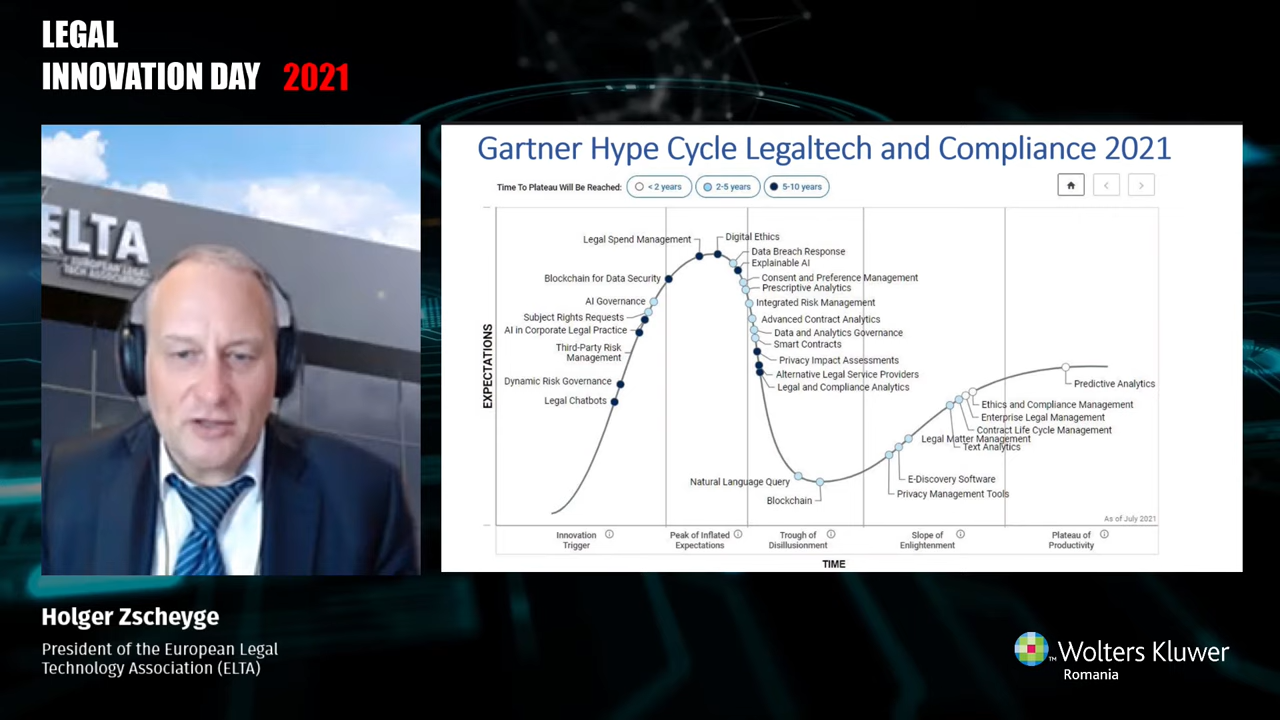 LEGAL
INNOVATION DAY 2021
ELTA
EUROPEAN LEGAL
Holger Zscheyge
President of the European Legal
Technology Association (ELTA)
Gartner Hype Cycle Legaltech and Compliance 2021
Time To Plateau Will Be Reached: < 2 years 2-5 years 5-10 years
EXPECTATIONS
Legal Spend Management
Digital Ethics
Data Breach Response
Explainable AI
Blockchain for Data Security
Consent and Preference Management
Prescriptive Analytics
AI Governance
Integrated Risk Management
Subject Rights Requests
Advanced Contract Analytics
AI in Corporate Legal Practice
Data and Analytics Governance
Smart Contracts
Third-Party Risk
Management
Privacy Impact Assessments
Alternative Legal Service Providers
Dynamic Risk Governance
Legal and Compliance Analytics
Legal Chatbots
Predictive Analytics
Ethics and Compliance Management
Enterprise Legal Management
Contract Life Cycle Management
Legal Matter Management
Text Analytics
Natural Language Query
E-Discovery Software
Blockchain
Privacy Management Tools
As of July 2021
Innovation
Trigger
Peak of Inflated
Expectations
Trough of
Disillusionment
Slope of
Enlightenment
Plateau of
Productivity
TIME
Wolters Kluwer
Romania